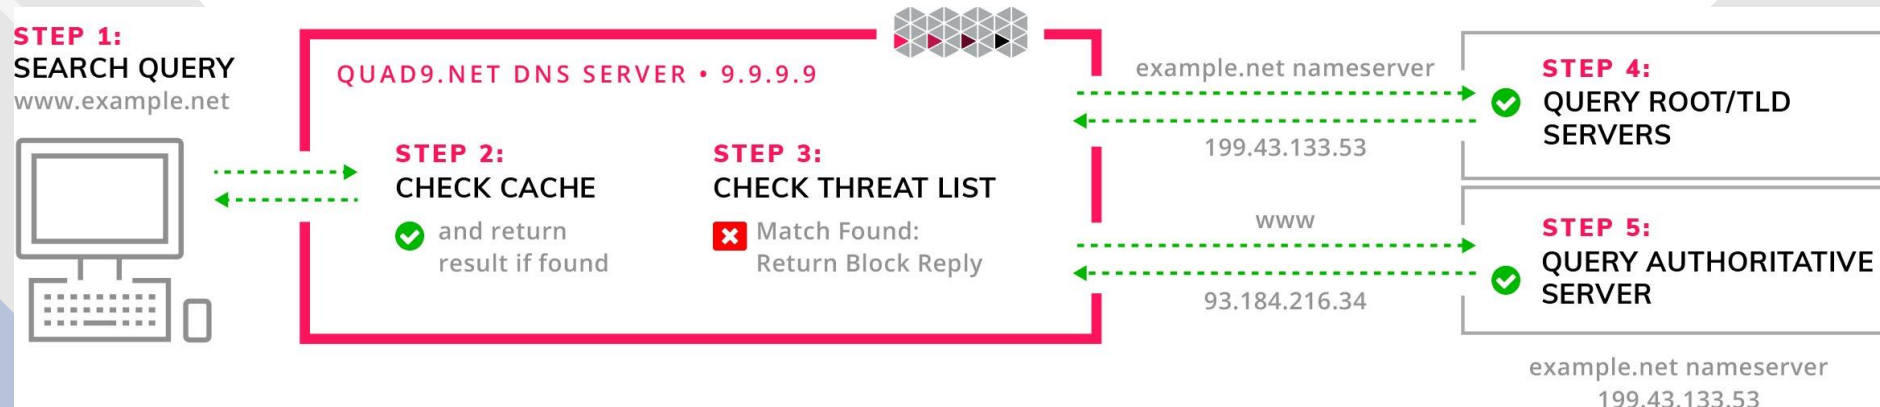 STEP 1:
SEARCH QUERY
www.example.net
QUAD9.NET DNS SERVER • 9.9.9.9
STEP 2:
CHECK CACHE
and return
result if found
STEP 3:
CHECK THREAT LIST
Match Found:
Return Block Reply
example.net nameserver
199.43.133.53
STEP 4:
QUERY ROOT/TLD
SERVERS
www
93.184.216.34
STEP 5:
QUERY AUTHORITATIVE
SERVER
example.net nameserver
199.43.133.53